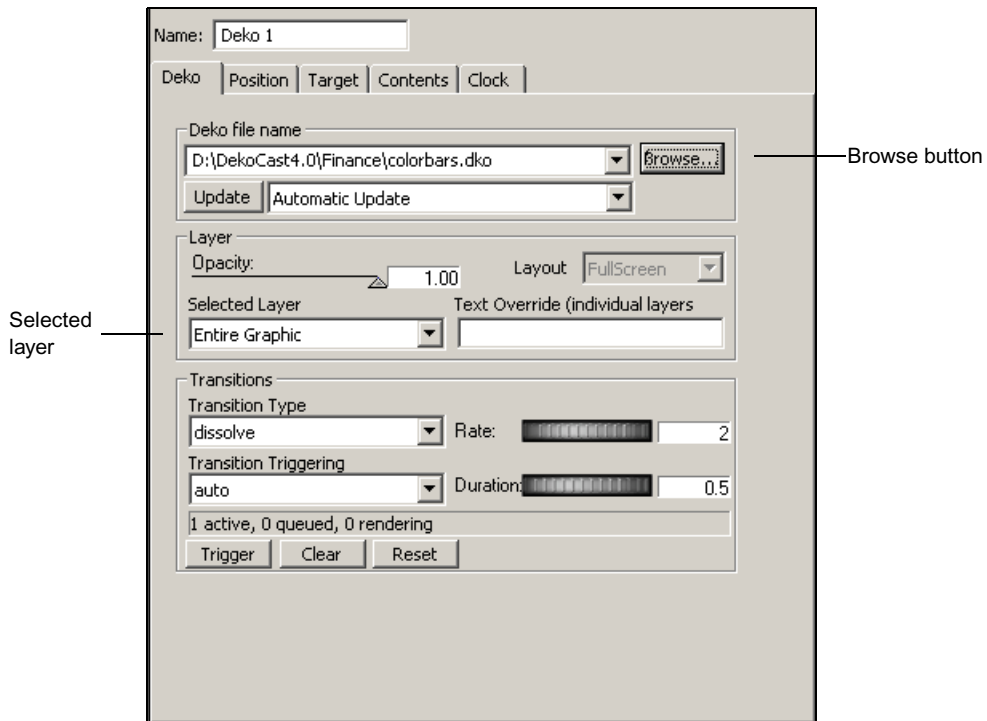 Name: Deko 1
Deko Position Target Contents Clock
Deko file name
D:\DekoCast4.0\Finance\colorbars.dko Browse...
Browse button
Update Automatic Update
Layer
Opacity: 1.00 Layout FullScreen
Selected Layer Text Override (individual layers
Entire Graphic
Selected
layer
Transitions
Transition Type
dissolve Rate: 2
Transition Triggering
auto Duration: 0.5
1 active, 0 queued, 0 rendering
Trigger Clear Reset